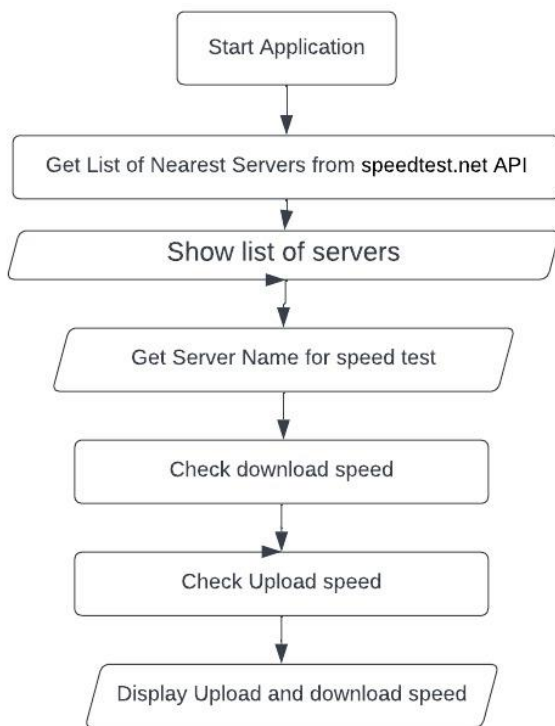 Start Application
Get List of Nearest Servers from speedtest.net API
Show list of servers
Get Server Name for speed test
Check download speed
Check Upload speed
Display Upload and download speed